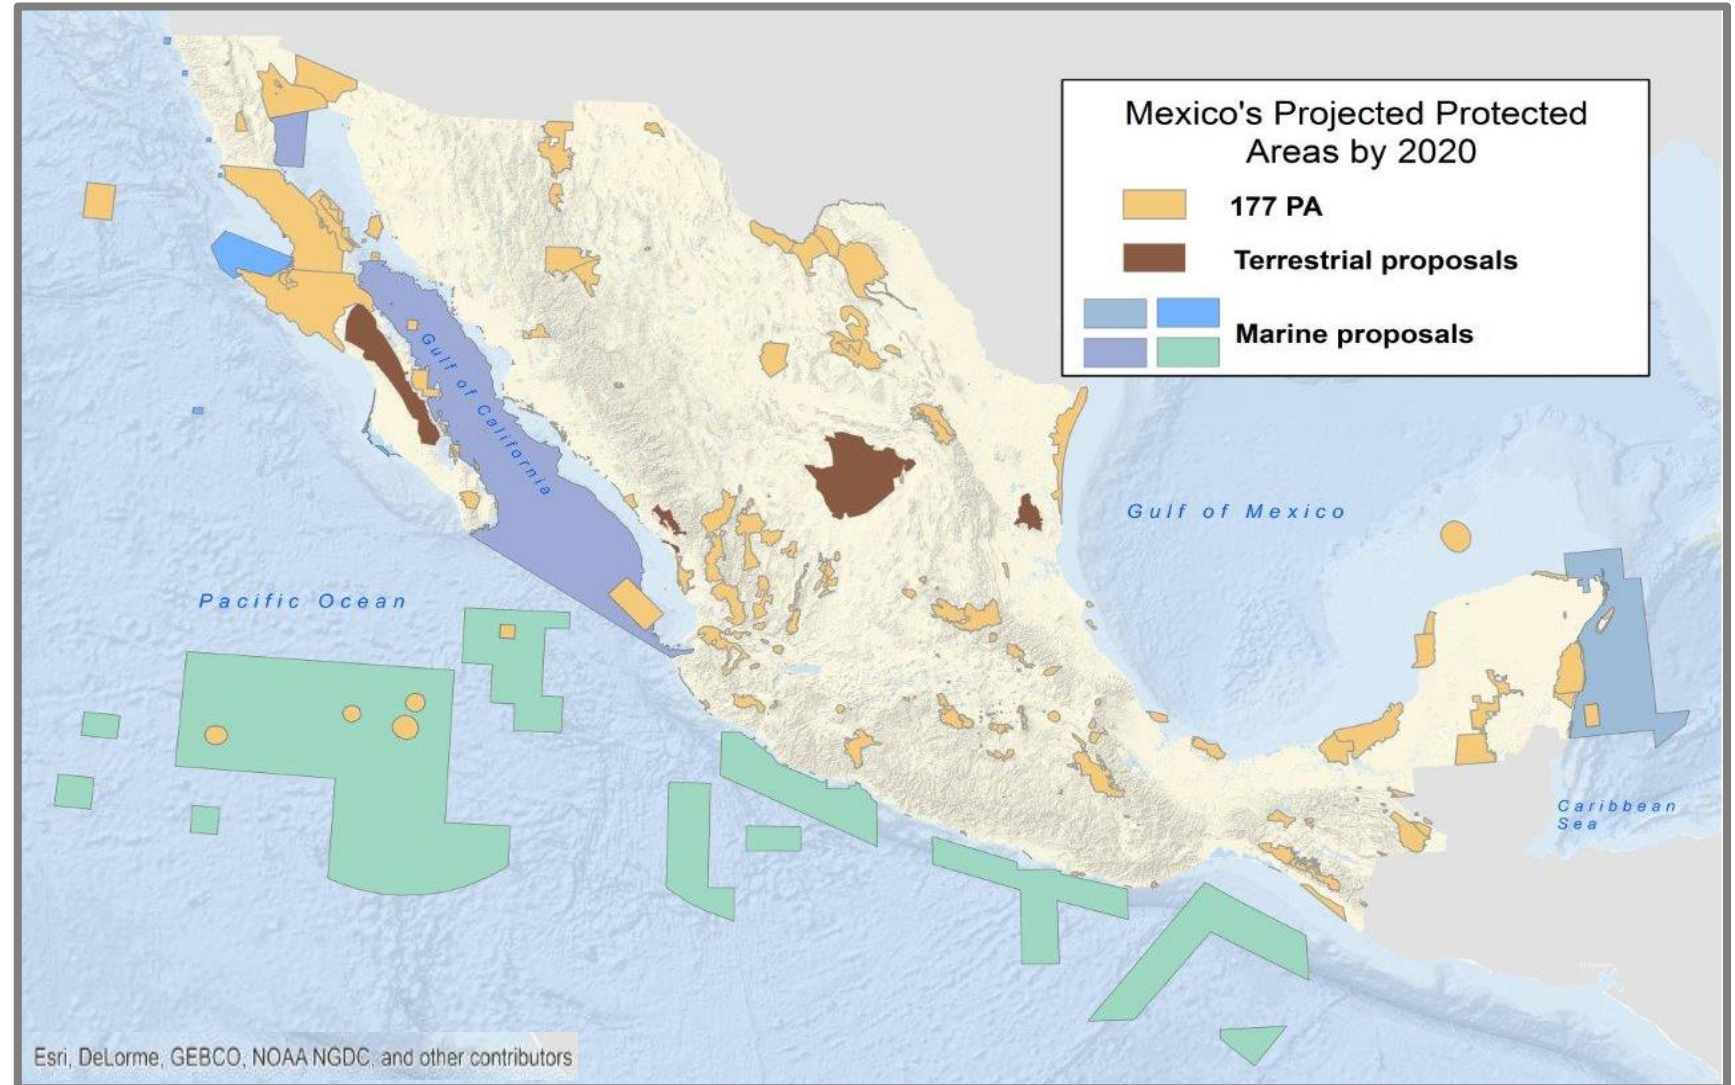 Mexico's Projected Protected
Areas by 2020
177 PA
Terrestrial proposals
Marine proposals
Gulf of California
Gulf of Mexico
Pacific Ocean
Caribbean
Sea
Esri, DeLorme, GEBCO, NOAA NGDC, and other contributors